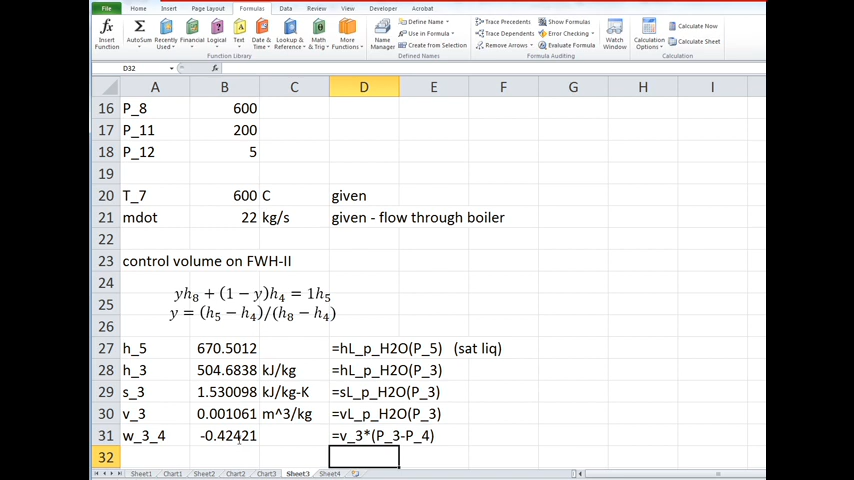 File Home Insert Page Layout Formulas Data Review View Developer Acrobat
fx Σ
Insert Function AutoSum Recently Used Financial Logical Text Date & Time Lookup & Reference Math & Trig More Functions Name Manager Define Name Use in Formula Create from Selection Trace Precedents Trace Dependents Remove Arrows Show Formulas Error Checking Evaluate Formula Watch Window Calculation Options Calculate Now Calculate Sheet
Function Library Defined Names Formula Auditing Calculation
D32 fx
A B C D E F G H I
16 P_8 600
17 P_11 200
18 P_12 5
19
20 T_7 600 C given
21 mdot 22 kg/s given - flow through boiler
22
23 control volume on FWH-II
24 yh8 + (1 − y)h4 = 1h5
25 y = (h5 − h4)/(h8 − h4)
26
27 h_5 670.5012 =hL_p_H2O(P_5) (sat liq)
28 h_3 504.6838 kJ/kg =hL_p_H2O(P_3)
29 s_3 1.530098 kJ/kg-K =sL_p_H2O(P_3)
30 v_3 0.001061 m^3/kg =vL_p_H2O(P_3)
31 w_3_4 -0.42421 =v_3*(P_3-P_4)
32
Sheet1 Chart1 Sheet2 Chart2 Sheet3 Sheet4